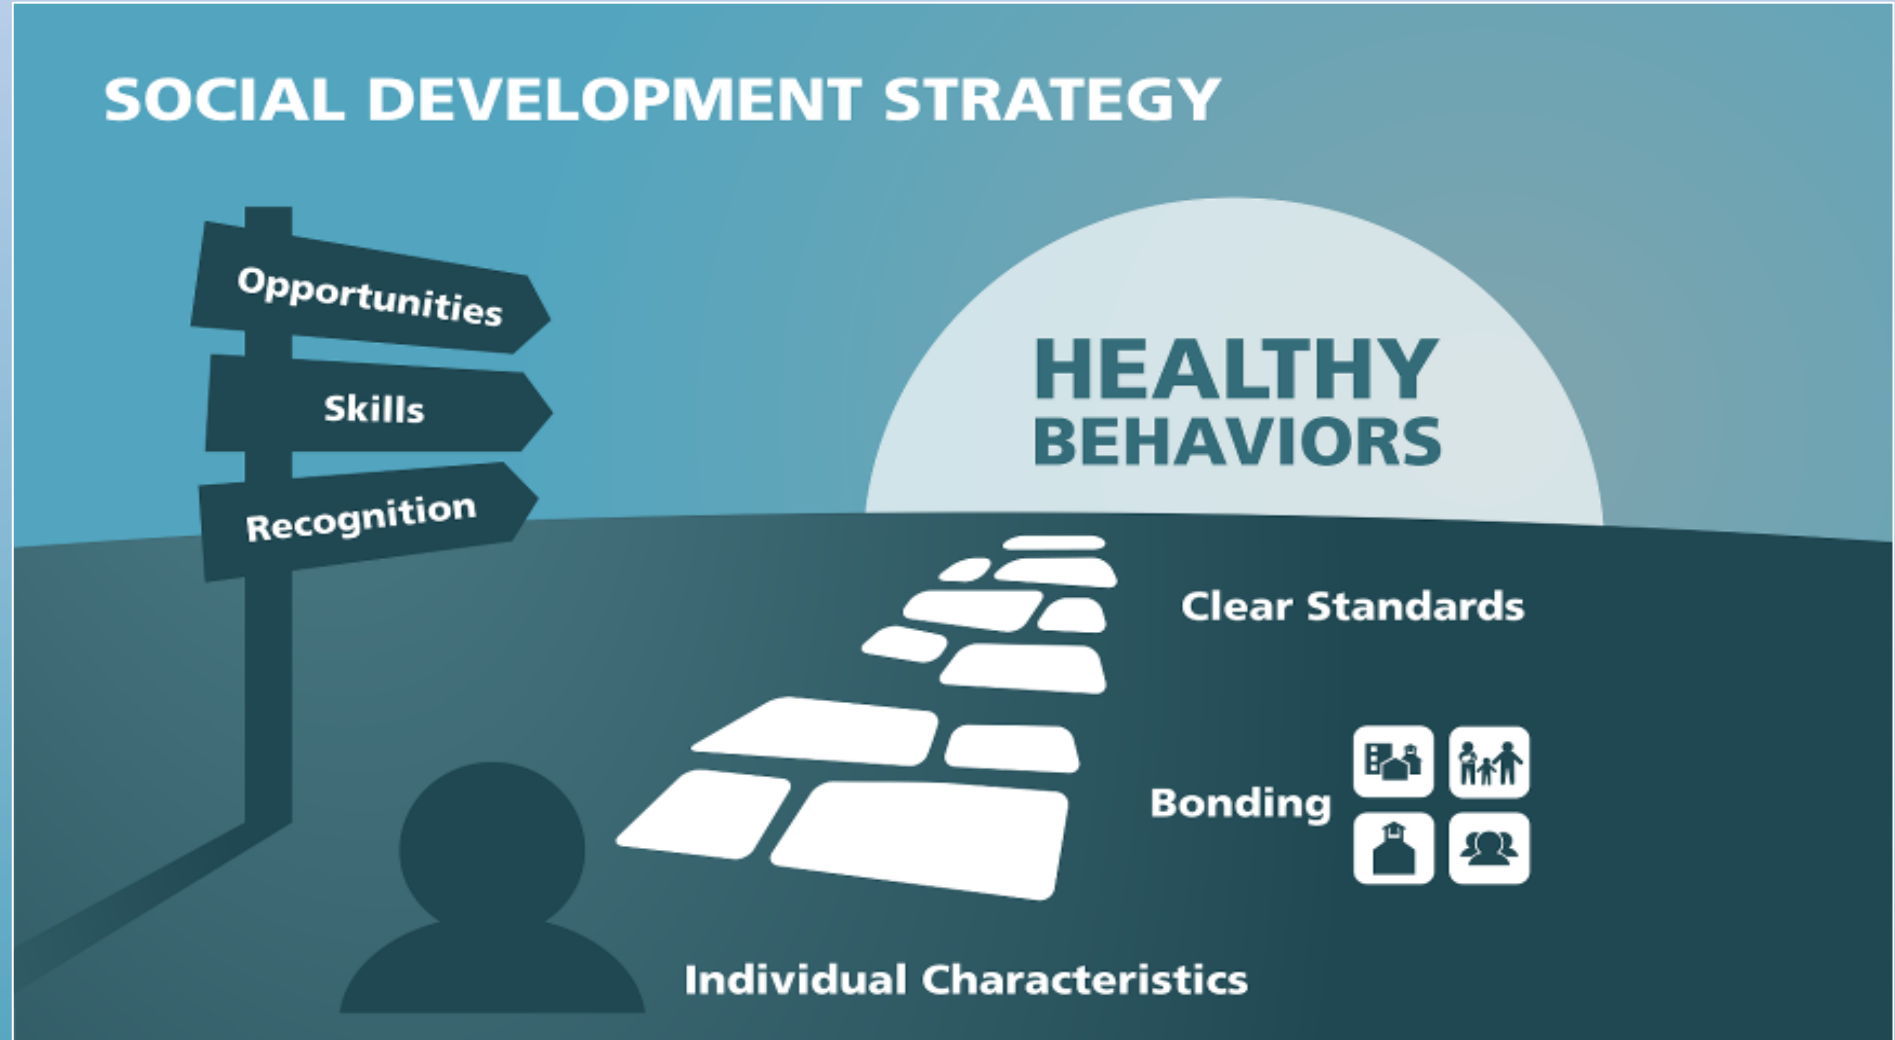 SOCIAL DEVELOPMENT STRATEGY
Opportunities
Skills
Recognition
HEALTHY
BEHAVIORS
Clear Standards
Bonding
Individual Characteristics